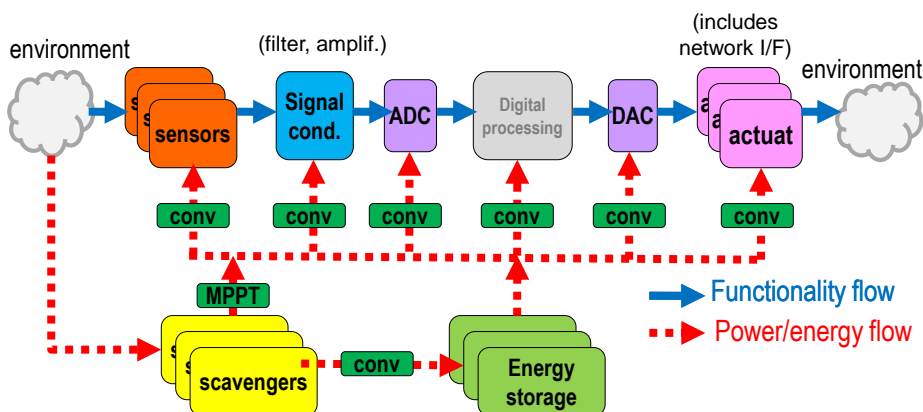 environment
(filter, amplif.)
(includes
network I/F)
environment
s
s
sensors
Signal
cond.
ADC
Digital
processing
DAC
a
a
actuat
conv
conv
conv
conv
conv
conv
MPPT
Functionality flow
Power/energy flow
s
s
scavengers
conv
Energy
storage